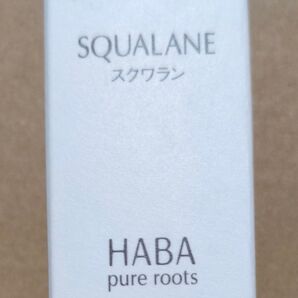 SQUALANE
スクワラン
HABA
pure roots